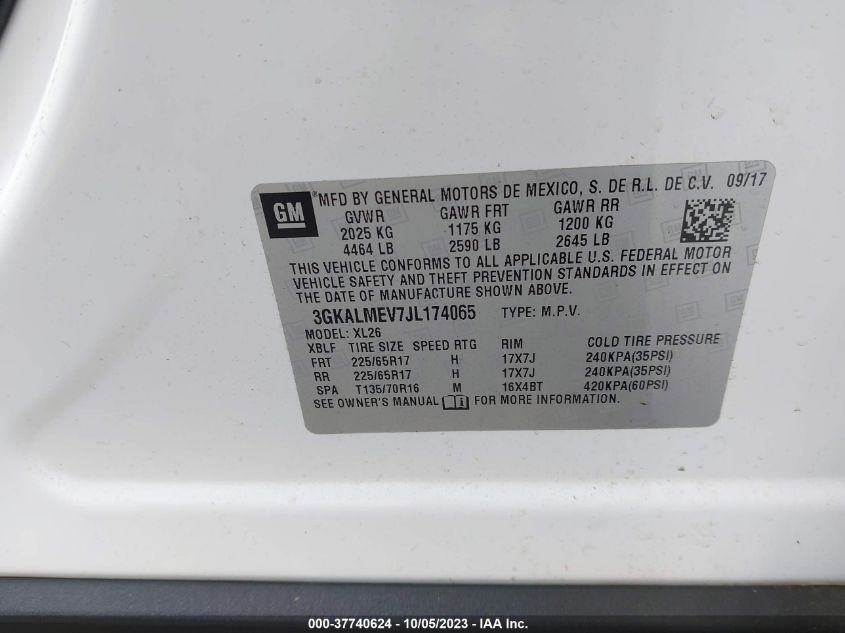 GM
*MFD BY GENERAL MOTORS DE MEXICO, S. DE R.L. DE C.V. 09/17
GVWR GAWR FRT GAWR RR
2025 KG 1175 KG 1200 KG
4464 LB 2590 LB 2645 LB
THIS VEHICLE CONFORMS TO ALL APPLICABLE U.S. FEDERAL MOTOR
VEHICLE SAFETY AND THEFT PREVENTION STANDARDS IN EFFECT ON
THE DATE OF MANUFACTURE SHOWN ABOVE.
3GKALMEV7JL174065 TYPE: M.P.V.
MODEL: XL26
XBLF TIRE SIZE SPEED RTG RIM COLD TIRE PRESSURE
FRT 225/65R17 H 17X7J 240KPA(35PSI)
RR 225/65R17 H 17X7J 240KPA(35PSI)
SPA T135/70R16 M 16X4BT 420KPA(60PSI)
SEE OWNER'S MANUAL FOR MORE INFORMATION.
000-37740624 - 10/05/2023 - IAA Inc.